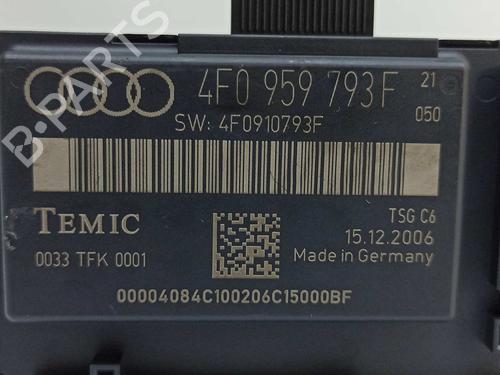 4F0 959 793F 21
050
SW: 4F0910793F
TEMIC
TSG C6
15.12.2006
0033 TFK 0001
Made in Germany
00004084C100206C15000BF
B-PARTS